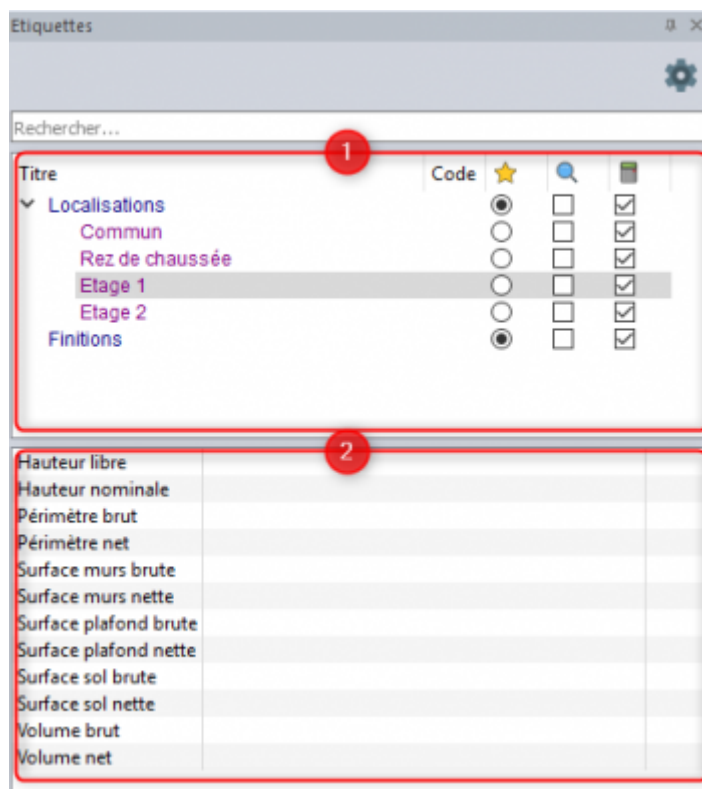 Etiquettes
Rechercher...
1
Titre Code
Localisations
Commun
Rez de chaussée
Etage 1
Etage 2
Finitions
2
Hauteur libre
Hauteur nominale
Périmètre brut
Périmètre net
Surface murs brute
Surface murs nette
Surface plafond brute
Surface plafond nette
Surface sol brute
Surface sol nette
Volume brut
Volume net